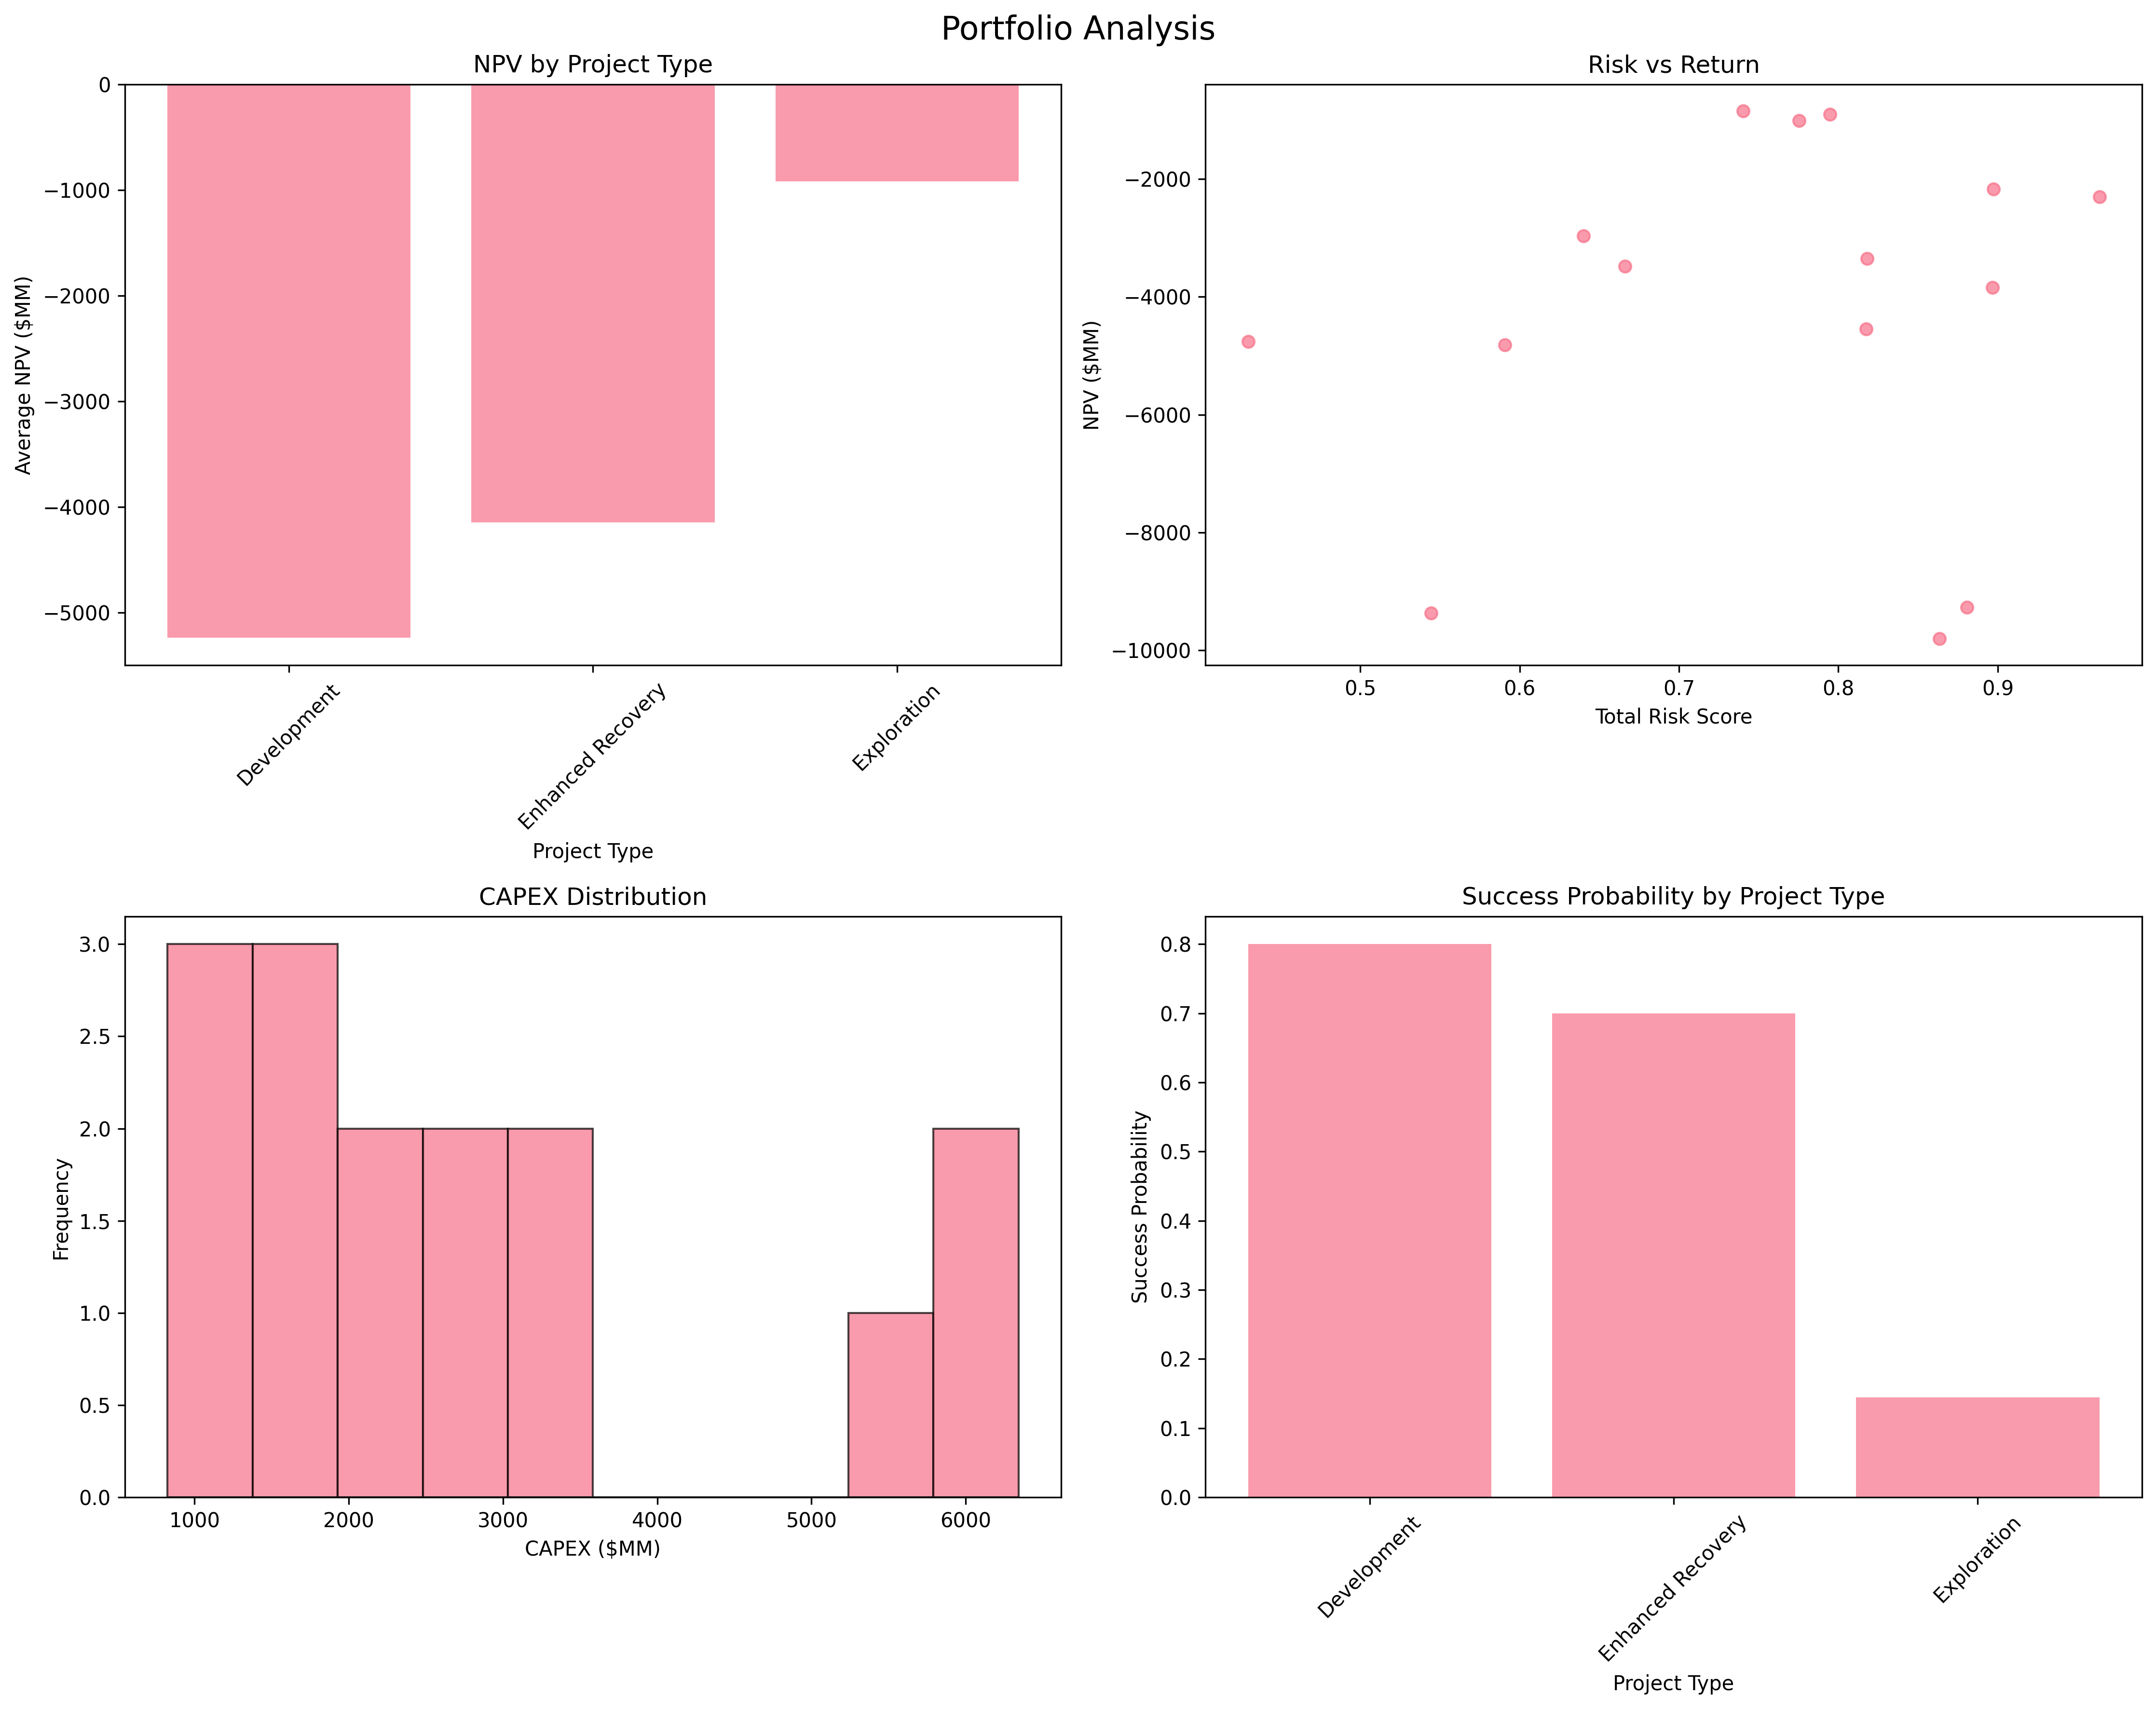 Portfolio Analysis
NPV by Project Type
0
−1000
−2000
−3000
−4000
−5000
Average NPV ($MM)
Development
Enhanced Recovery
Exploration
Project Type
Risk vs Return
−2000
−4000
−6000
−8000
−10000
NPV ($MM)
0.5
0.6
0.7
0.8
0.9
Total Risk Score
CAPEX Distribution
3.0
2.5
2.0
1.5
1.0
0.5
0.0
Frequency
1000
2000
3000
4000
5000
6000
CAPEX ($MM)
Success Probability by Project Type
0.8
0.7
0.6
0.5
0.4
0.3
0.2
0.1
0.0
Success Probability
Development
Enhanced Recovery
Exploration
Project Type